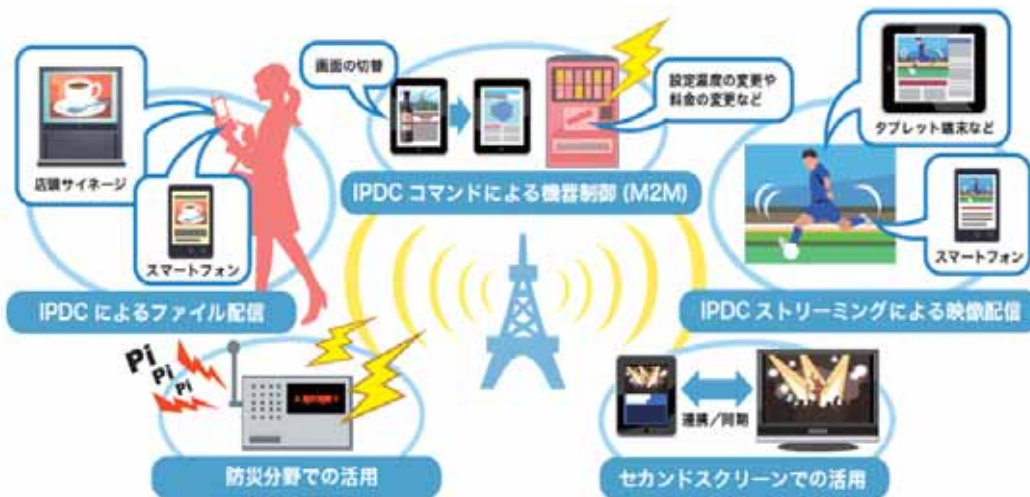 画面の切替
設定温度の変更や
料金の変更など
タブレット端末など
店頭サイネージ
スマートフォン
スマートフォン
IPDC コマンドによる機器制御 (M2M)
IPDC によるファイル配信
IPDC ストリーミングによる映像配信
Pi
Pi
Pi
連携／同期
防災分野での活用
セカンドスクリーンでの活用